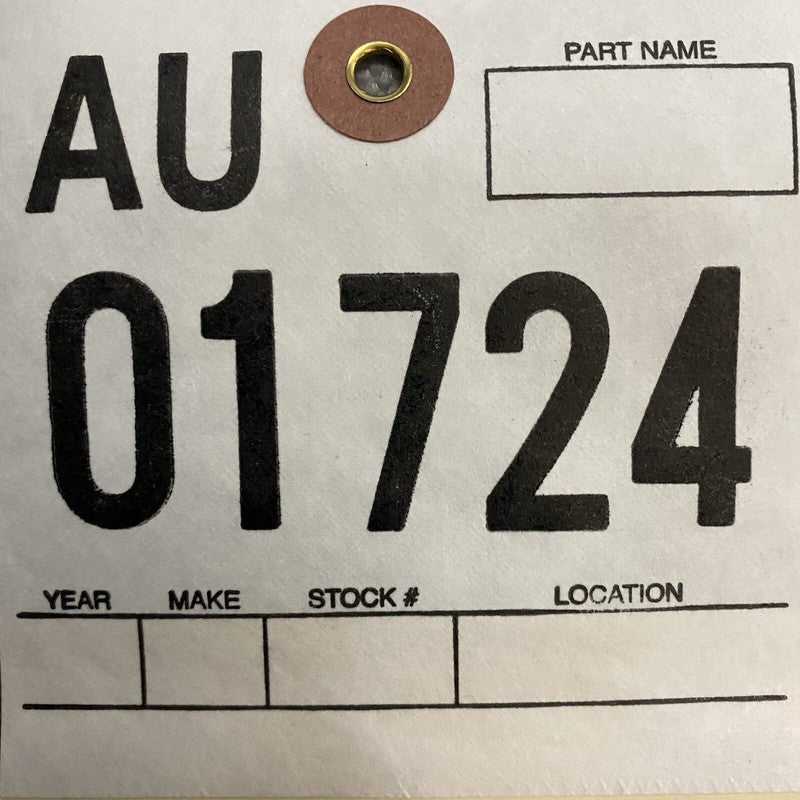 AU
PART NAME
01724
YEAR MAKE STOCK # LOCATION